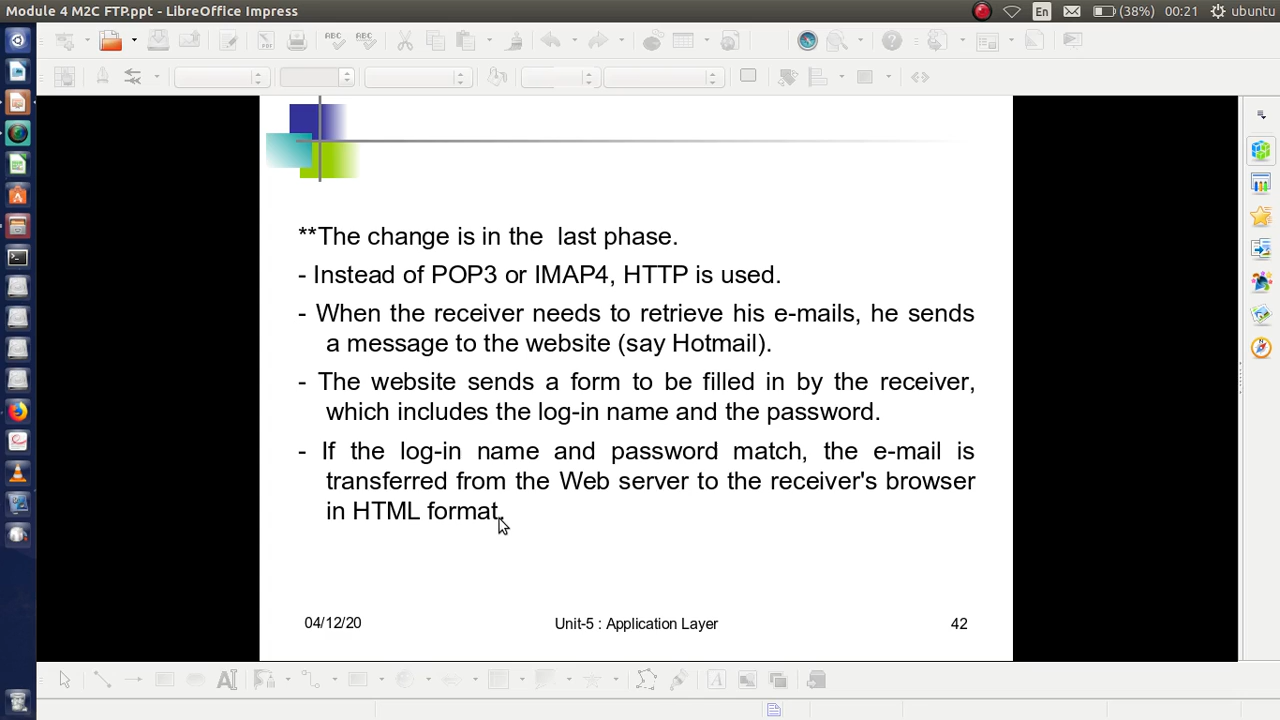 Module 4 M2C FTP.ppt - LibreOffice Impress
En
(38%)
00:21
ubuntu
**The change is in the  last phase.
- Instead of POP3 or IMAP4, HTTP is used.
- When the receiver needs to retrieve his e-mails, he sends
a message to the website (say Hotmail).
- The website sends a form to be filled in by the receiver,
which includes the log-in name and the password.
- If the log-in name and password match, the e-mail is
transferred from the Web server to the receiver's browser
in HTML format.
04/12/20
Unit-5 : Application Layer
42